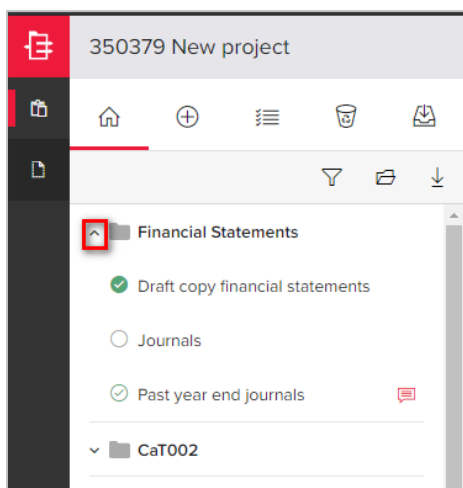 350379 New project
Financial Statements
Draft copy financial statements
Journals
Past year end journals
CaT002